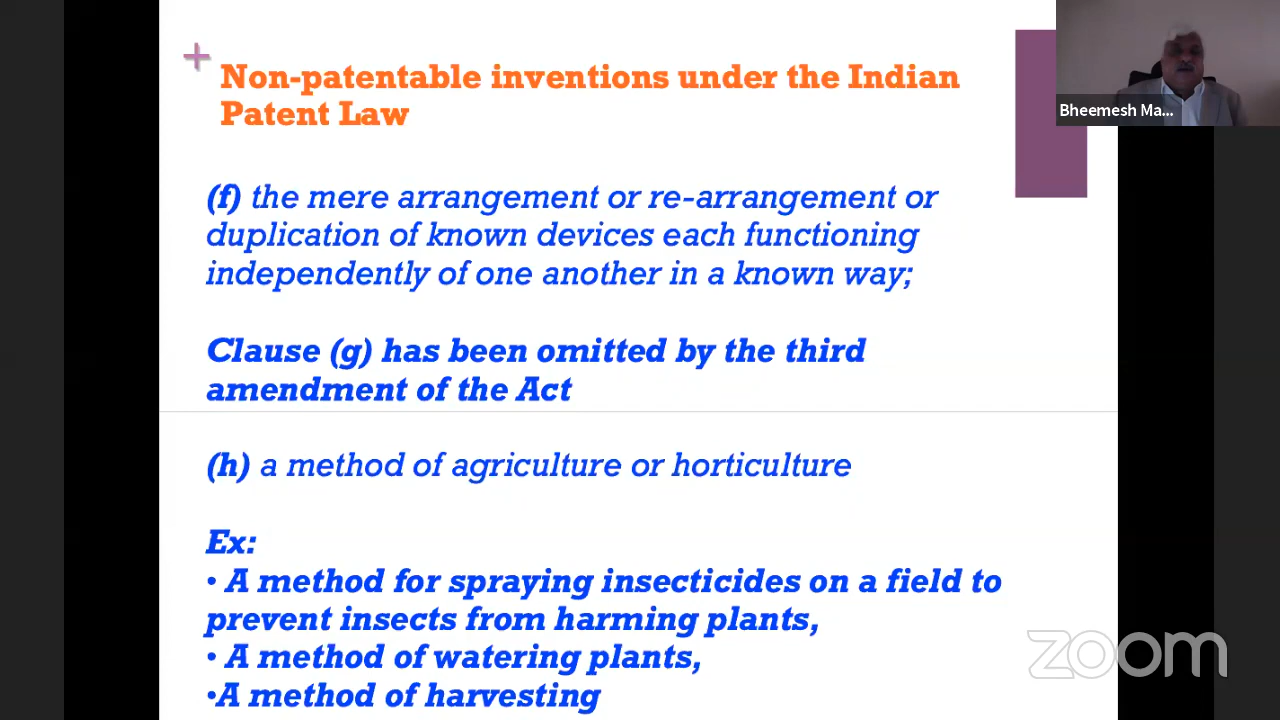 Non-patentable inventions under the Indian
Patent Law
Bheemesh Ma...
(f) the mere arrangement or re-arrangement or
duplication of known devices each functioning
independently of one another in a known way;
Clause (g) has been omitted by the third
amendment of the Act
(h) a method of agriculture or horticulture
Ex:
• A method for spraying insecticides on a field to
prevent insects from harming plants,
• A method of watering plants,
•A method of harvesting
zoom